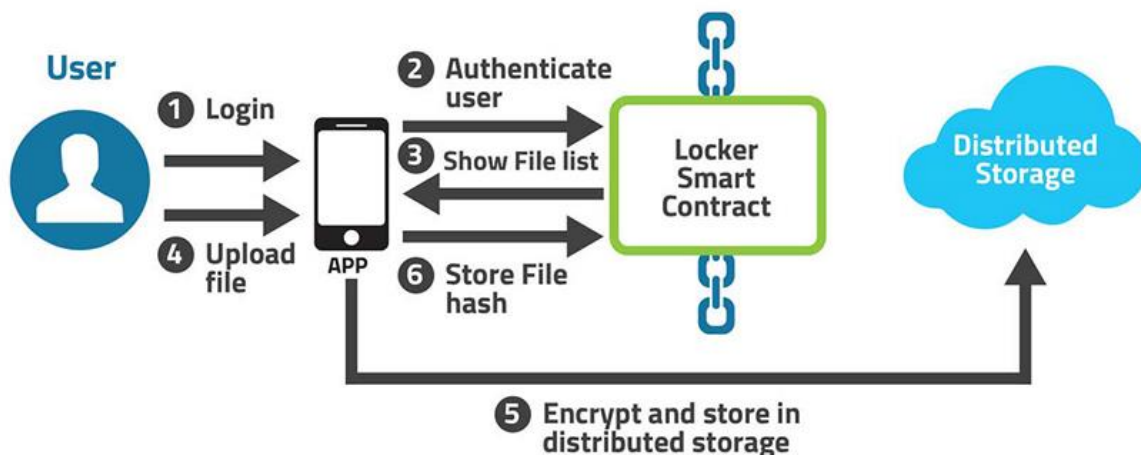 User
1 Login
2 Authenticate
user
3 Show File list
4 Upload
file
APP
6 Store File
hash
Locker
Smart
Contract
Distributed
Storage
5 Encrypt and store in
distributed storage